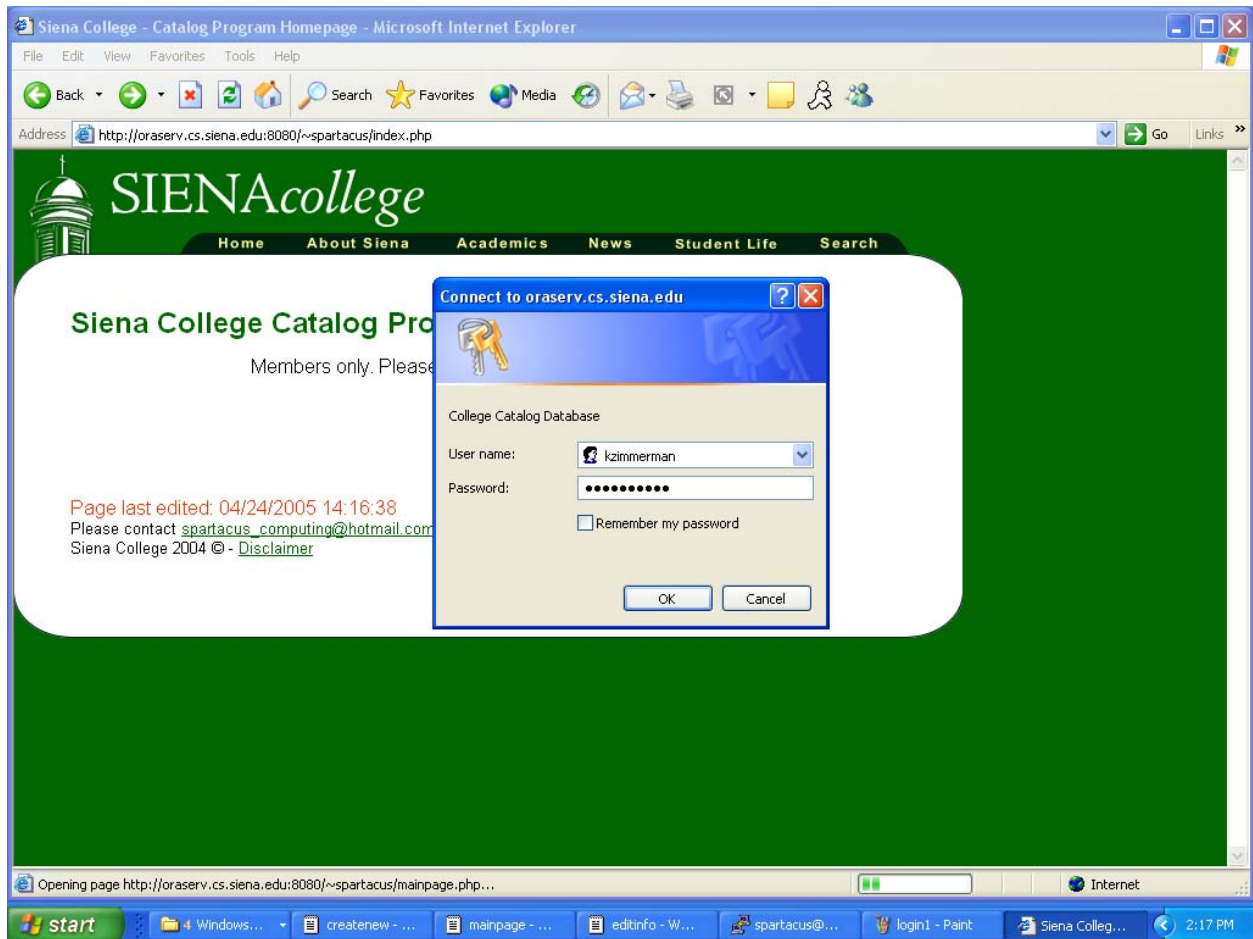 Siena College - Catalog Program Homepage - Microsoft Internet Explorer
File Edit View Favorites Tools Help
Back Search Favorites Media
Address http://oraserv.cs.siena.edu:8080/~spartacus/index.php Go Links »
SIENAcollege
Home About Siena Academics News Student Life Search
Siena College Catalog Pro
Members only. Please
Page last edited: 04/24/2005 14:16:38
Please contact spartacus_computing@hotmail.com
Siena College 2004 © - Disclaimer
Connect to oraserv.cs.siena.edu
College Catalog Database
User name: kzimmerman
Password: ●●●●●●●●●●
Remember my password
OK Cancel
Opening page http://oraserv.cs.siena.edu:8080/~spartacus/mainpage.php... Internet
start 4 Windows... createnew - ... mainpage - ... editinfo - W... spartacus@... login1 - Paint Siena Colleg... 2:17 PM